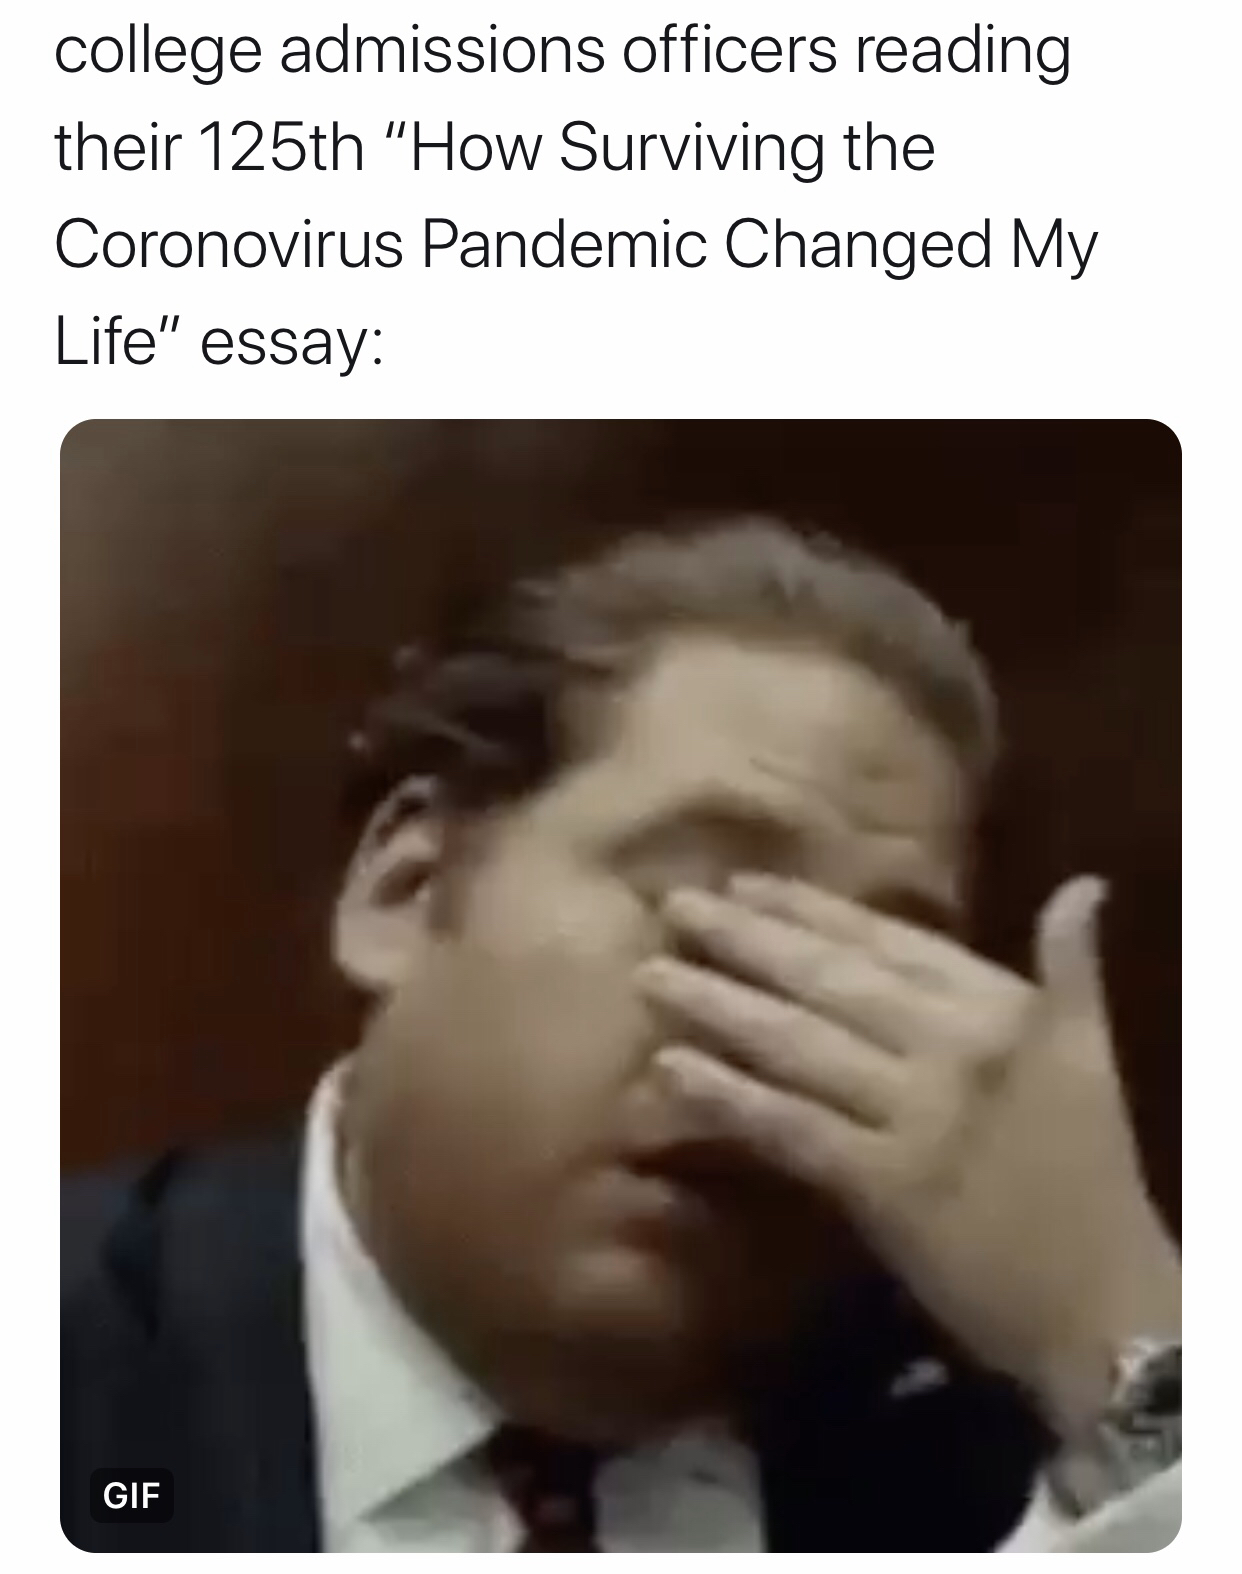 college admissions officers reading
their 125th “How Surviving the
Coronovirus Pandemic Changed My
Life” essay:
GIF